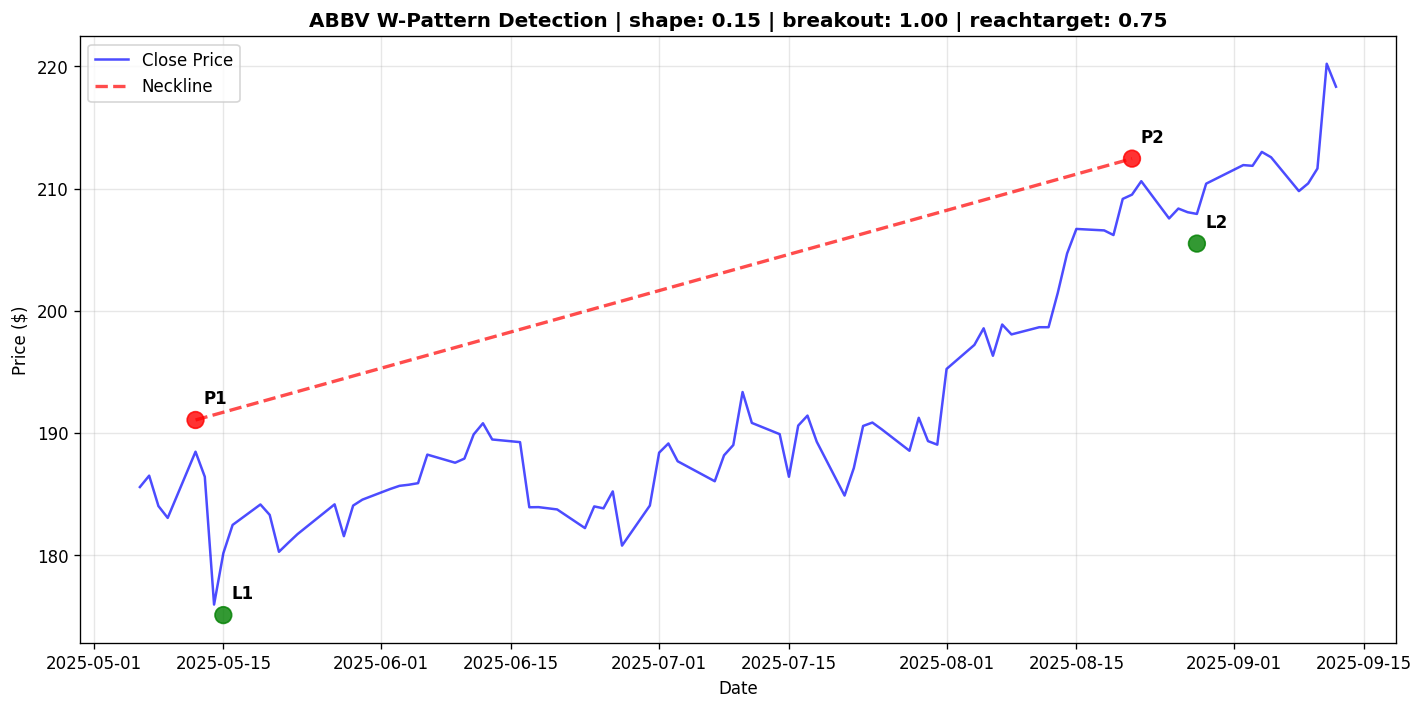 ABBV W-Pattern Detection | shape: 0.15 | breakout: 1.00 | reachtarget: 0.75
Close Price
Neckline
Price ($)
220
210
200
190
180
P1
L1
P2
L2
2025-05-01
2025-05-15
2025-06-01
2025-06-15
2025-07-01
2025-07-15
2025-08-01
2025-08-15
2025-09-01
2025-09-15
Date